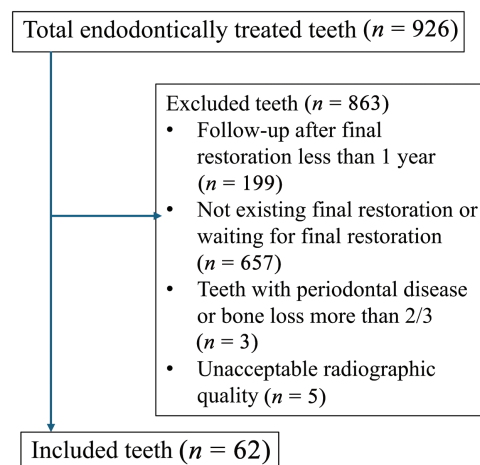 Total endodontically treated teeth (n = 926)
Excluded teeth (n = 863)
• Follow-up after final
restoration less than 1 year
(n = 199)
• Not existing final restoration or
waiting for final restoration
(n = 657)
• Teeth with periodontal disease
or bone loss more than 2/3
(n = 3)
• Unacceptable radiographic
quality (n = 5)
Included teeth (n = 62)